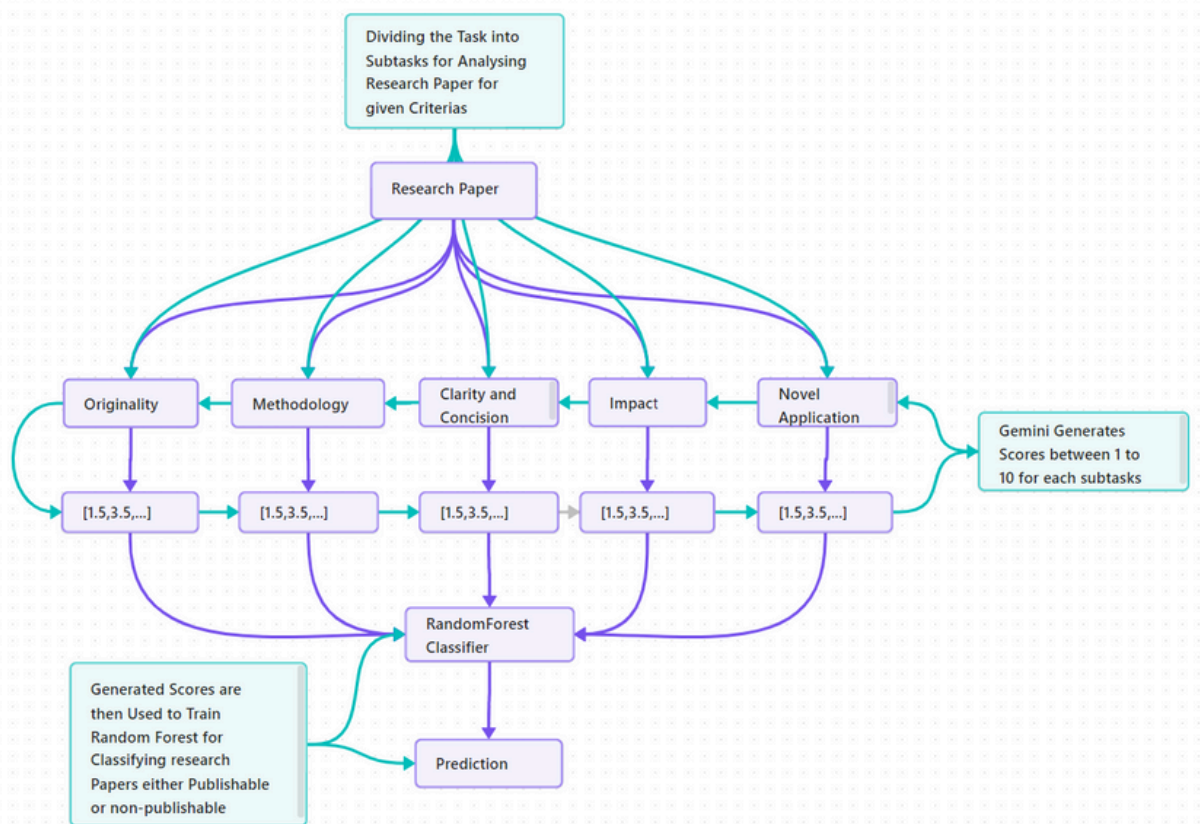 Dividing the Task into
Subtasks for Analysing
Research Paper for
given Criterias
Research Paper
Originality
Methodology
Clarity and
Concision
Impact
Novel
Application
Gemini Generates
Scores between 1 to
10 for each subtasks
[1.5,3.5,...]
[1.5,3.5,...]
[1.5,3.5,...]
[1.5,3.5,...]
[1.5,3.5,...]
RandomForest
Classifier
Generated Scores are
then Used to Train
Random Forest for
Classifying research
Papers either Publishable
or non-publishable
Prediction